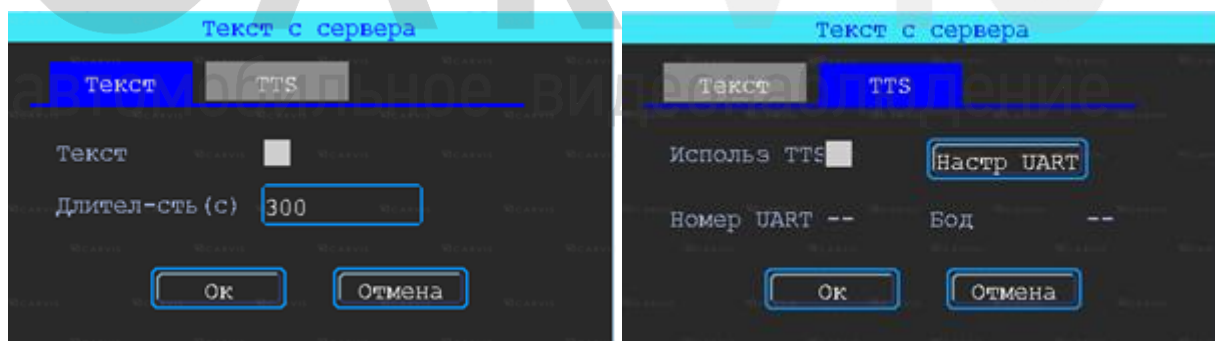 Текст с сервера
Текст TTS
Текст
Длител-сть(с) 300
Ок Отмена
Текст с сервера
Текст TTS
Использ TTS Настр UART
Номер UART -- Бод --
Ок Отмена
автомобильное видеонаблюдение